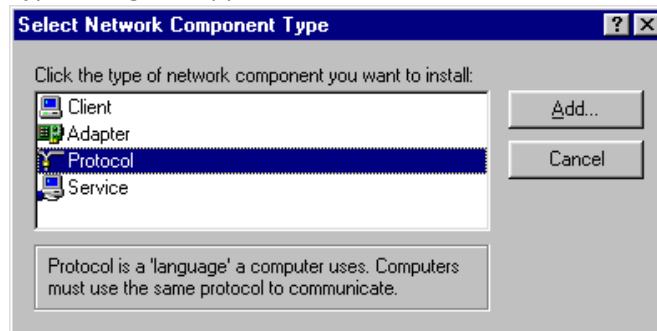 Select Network Component Type
Click the type of network component you want to install:
Client
Adapter
Protocol
Service
Add...
Cancel
Protocol is a 'language' a computer uses. Computers
must use the same protocol to communicate.